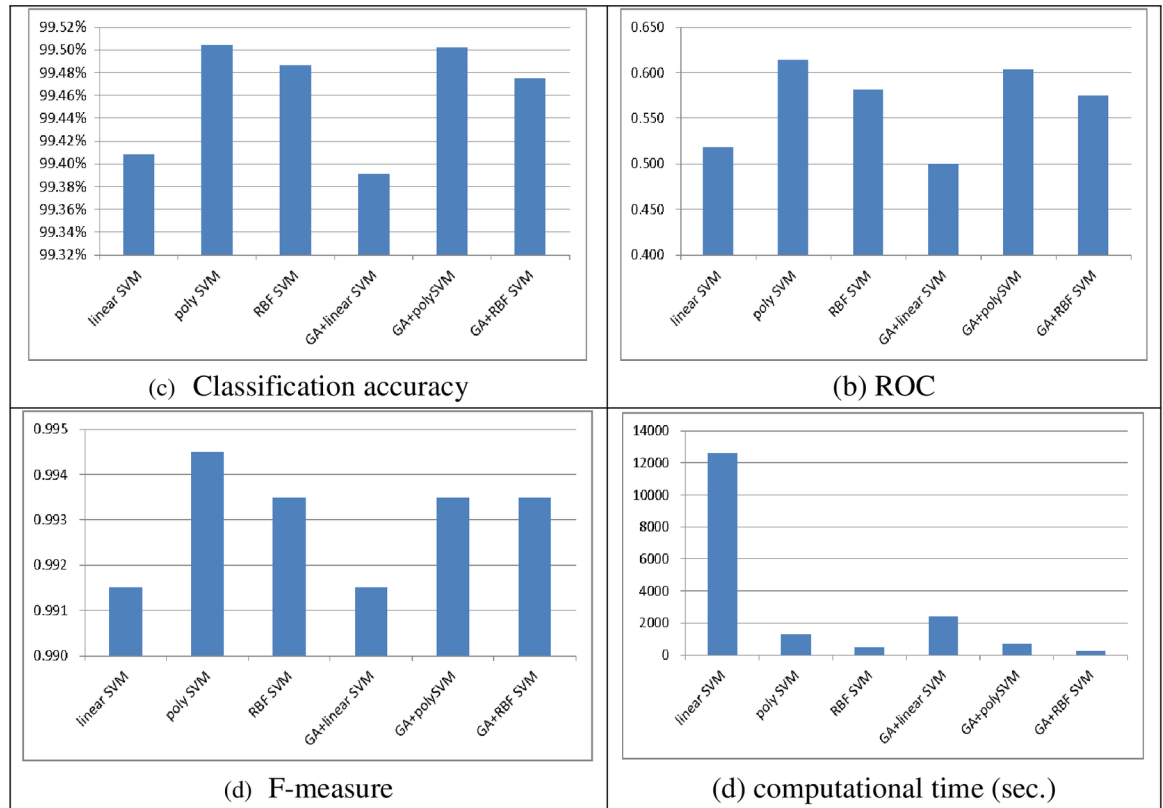 99.52%
99.50%
99.48%
99.46%
99.44%
99.42%
99.40%
99.38%
99.36%
99.34%
99.32%
linear SVM
poly SVM
RBF SVM
GA+linear SVM
GA+polySVM
GA+RBF SVM
(c) Classification accuracy
0.650
0.600
0.550
0.500
0.450
0.400
linear SVM
poly SVM
RBF SVM
GA+linear SVM
GA+polySVM
GA+RBF SVM
(b) ROC
0.995
0.994
0.993
0.992
0.991
0.990
linear SVM
poly SVM
RBF SVM
GA+linear SVM
GA+polySVM
GA+RBF SVM
(d) F-measure
14000
12000
10000
8000
6000
4000
2000
0
linear SVM
poly SVM
RBF SVM
GA+linear SVM
GA+polySVM
GA+RBF SVM
(d) computational time (sec.)